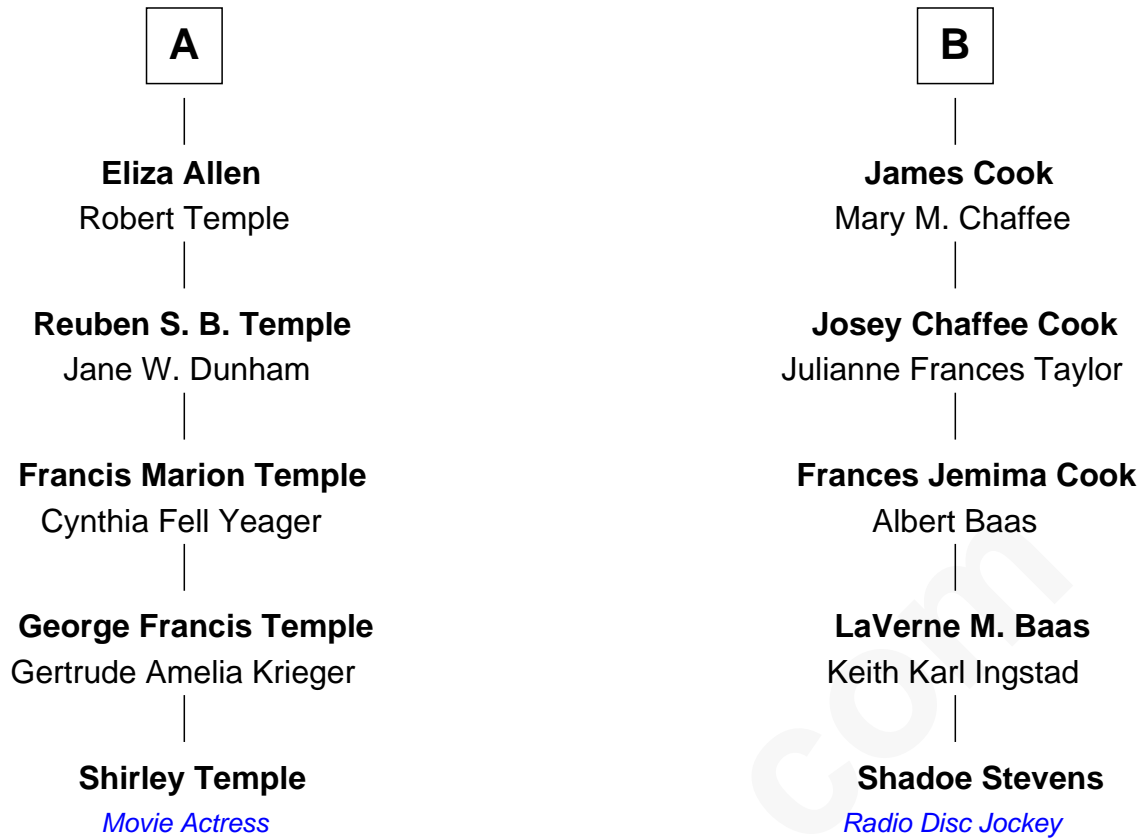 A
Eliza Allen
Robert Temple
Reuben S. B. Temple
Jane W. Dunham
Francis Marion Temple
Cynthia Fell Yeager
George Francis Temple
Gertrude Amelia Krieger
Shirley Temple
Movie Actress
B
James Cook
Mary M. Chaffee
Josey Chaffee Cook
Julianne Frances Taylor
Frances Jemima Cook
Albert Baas
LaVerne M. Baas
Keith Karl Ingstad
Shadoe Stevens
Radio Disc Jockey
com